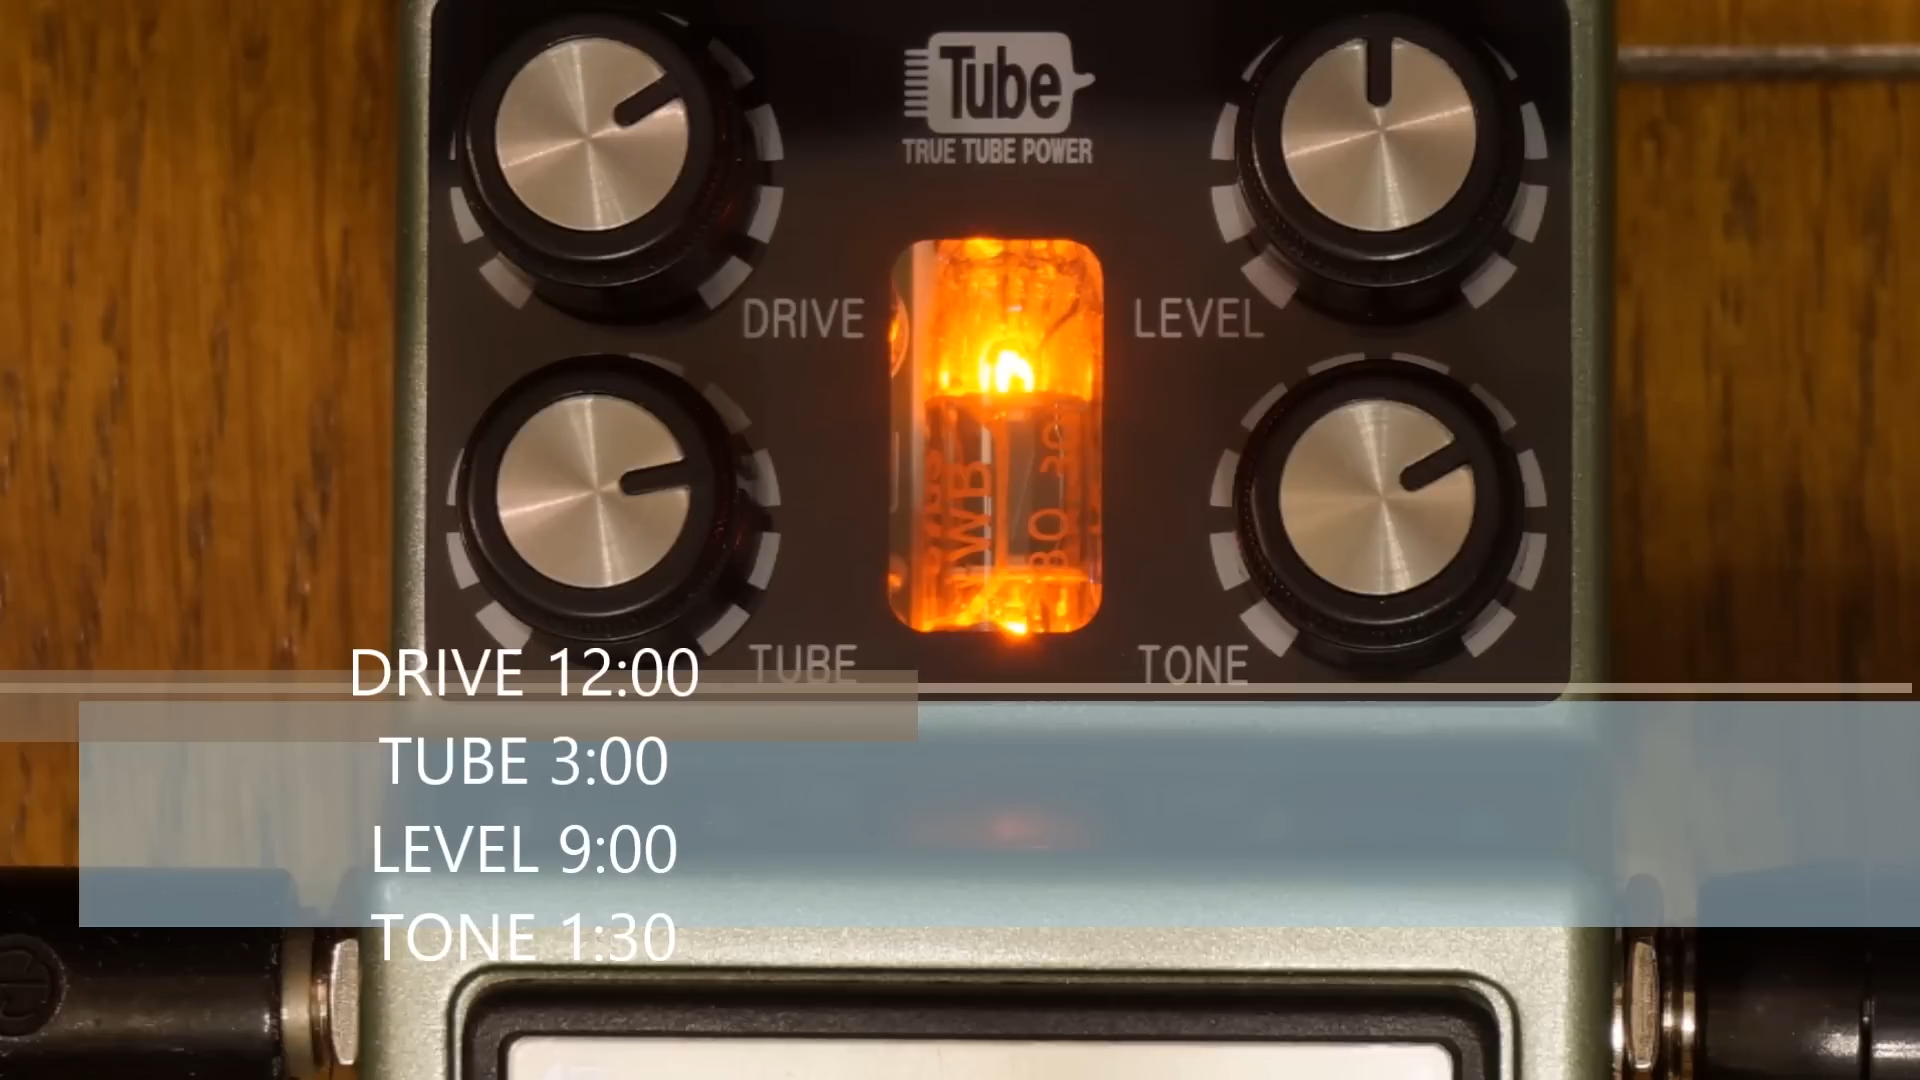 Tube
TRUE TUBE POWER
DRIVE
LEVEL
TUBE
TONE
DRIVE 12:00
TUBE 3:00
LEVEL 9:00
TONE 1:30